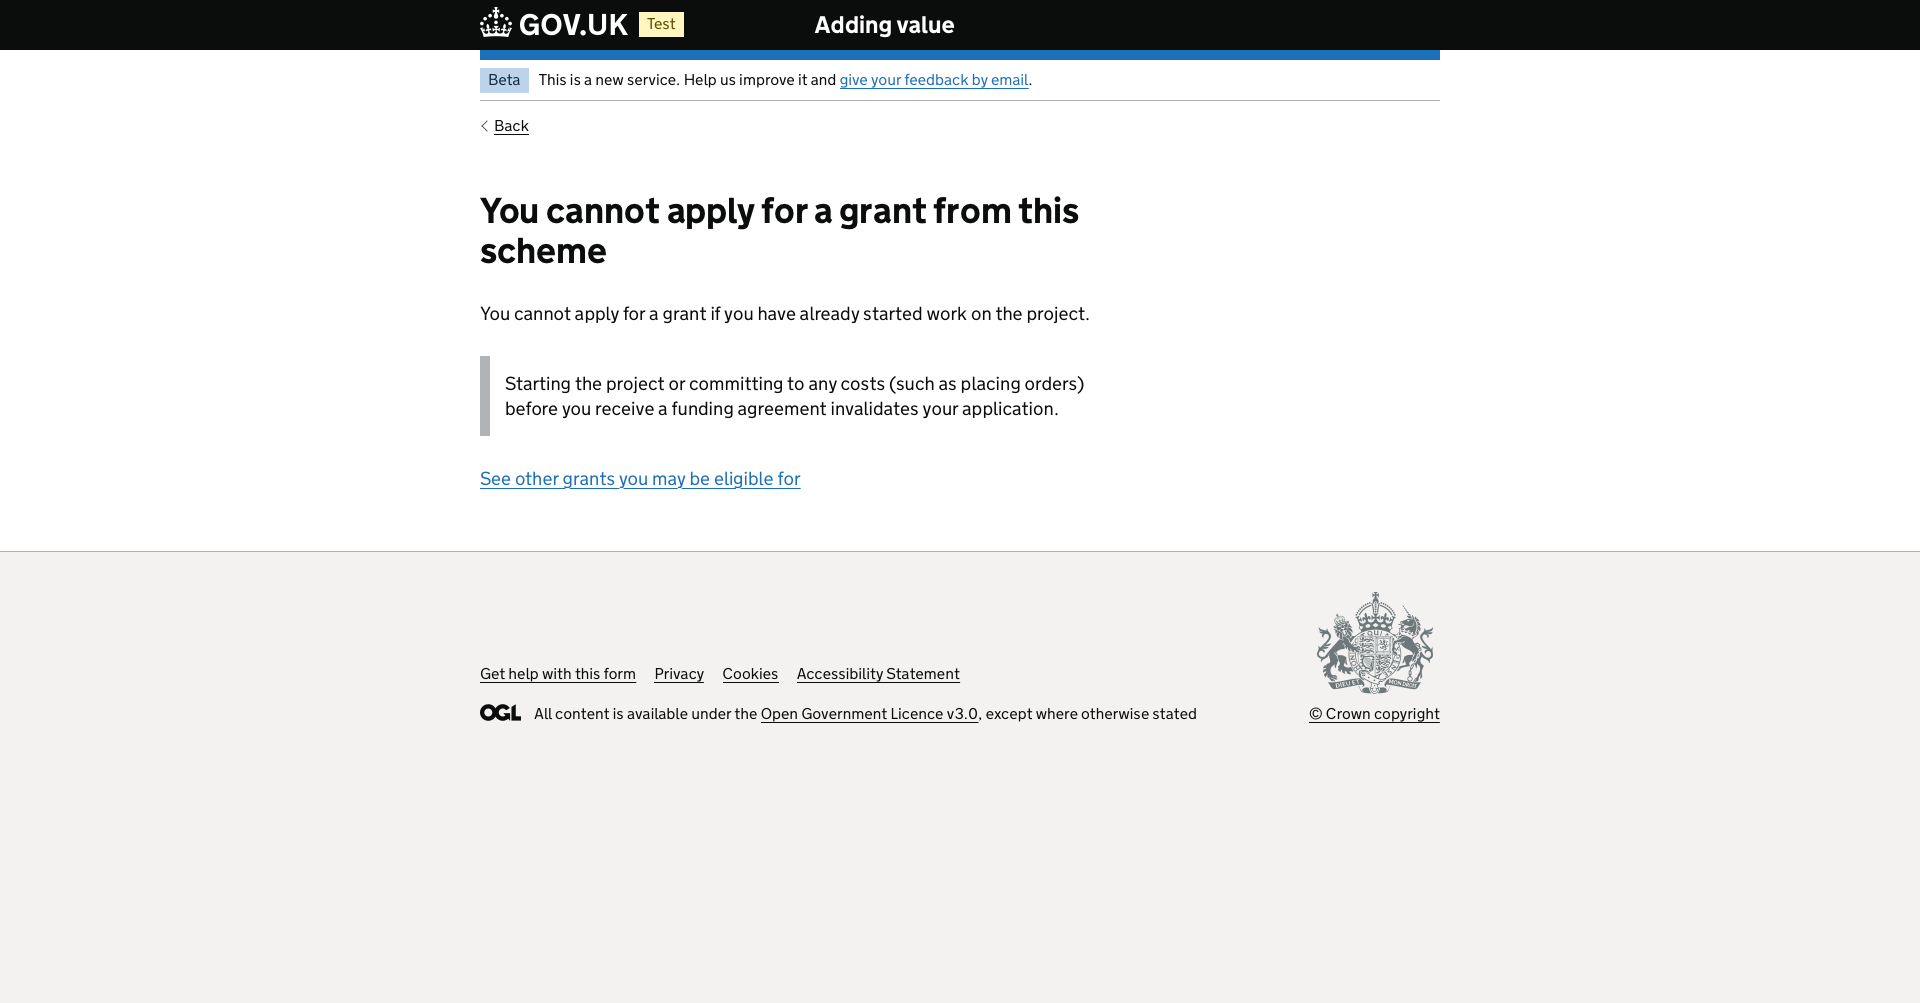 GOV.UK Test Adding value
Beta This is a new service. Help us improve it and give your feedback by email.
Back
You cannot apply for a grant from this
scheme
You cannot apply for a grant if you have already started work on the project.
Starting the project or committing to any costs (such as placing orders)
before you receive a funding agreement invalidates your application.
See other grants you may be eligible for
Get help with this form Privacy Cookies Accessibility Statement
OGL All content is available under the Open Government Licence v3.0, except where otherwise stated
© Crown copyright